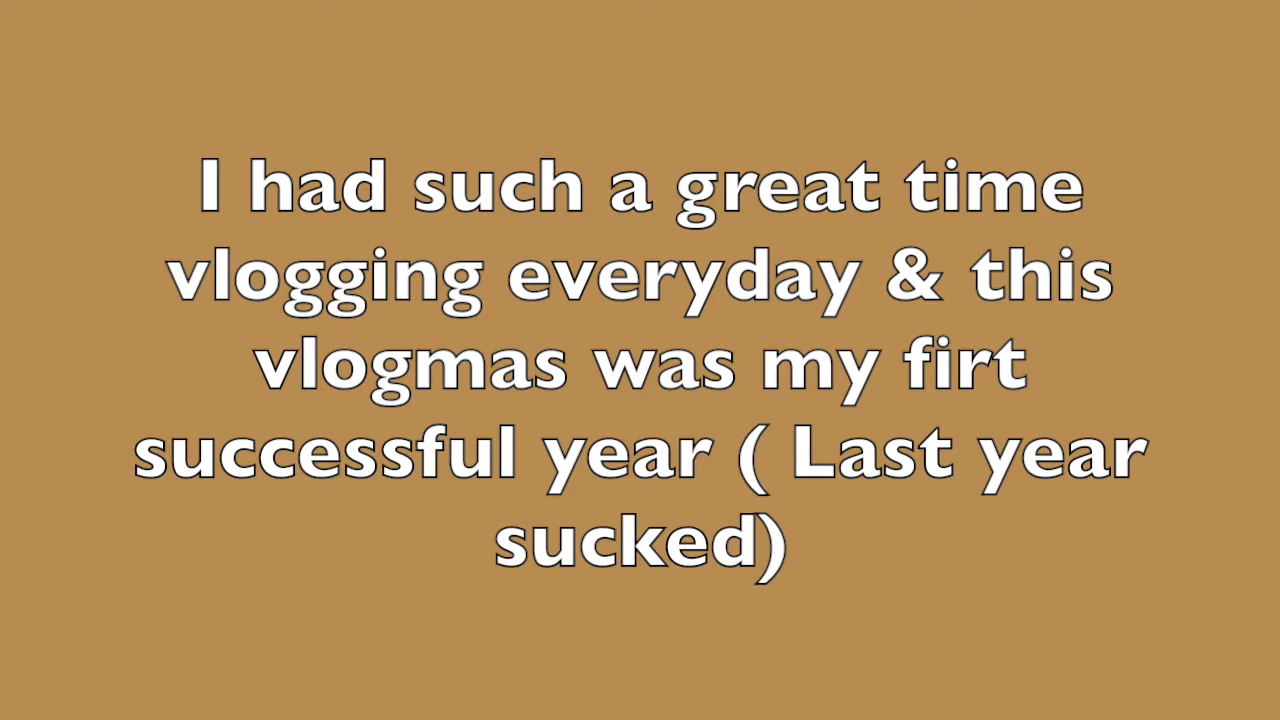 I had such a great time
vlogging everyday & this
vlogmas was my firt
successful year ( Last year
sucked)